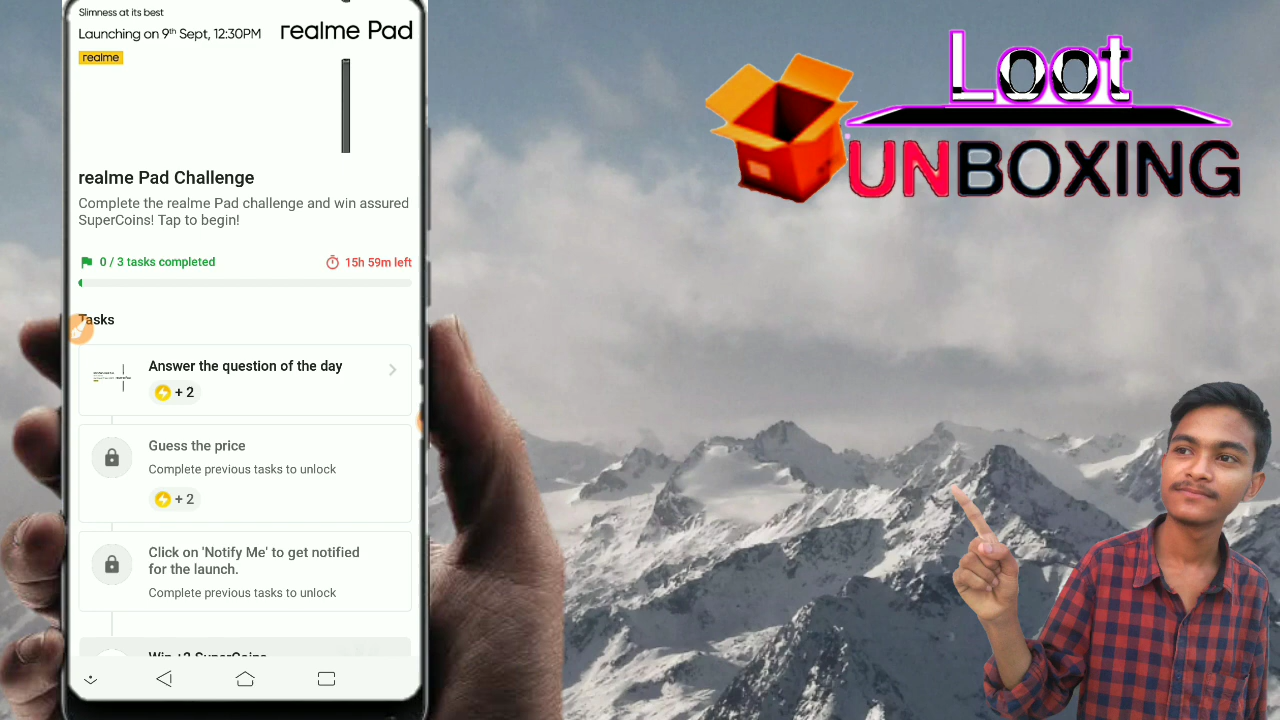 Slimness at its best
Launching on 9th Sept, 12:30PM
realme Pad
realme
realme Pad Challenge
Complete the realme Pad challenge and win assured
SuperCoins! Tap to begin!
0 / 3 tasks completed
15h 59m left
Tasks
Answer the question of the day
+ 2
Guess the price
Complete previous tasks to unlock
+ 2
Click on 'Notify Me' to get notified
for the launch.
Complete previous tasks to unlock
Loot
UNBOXING